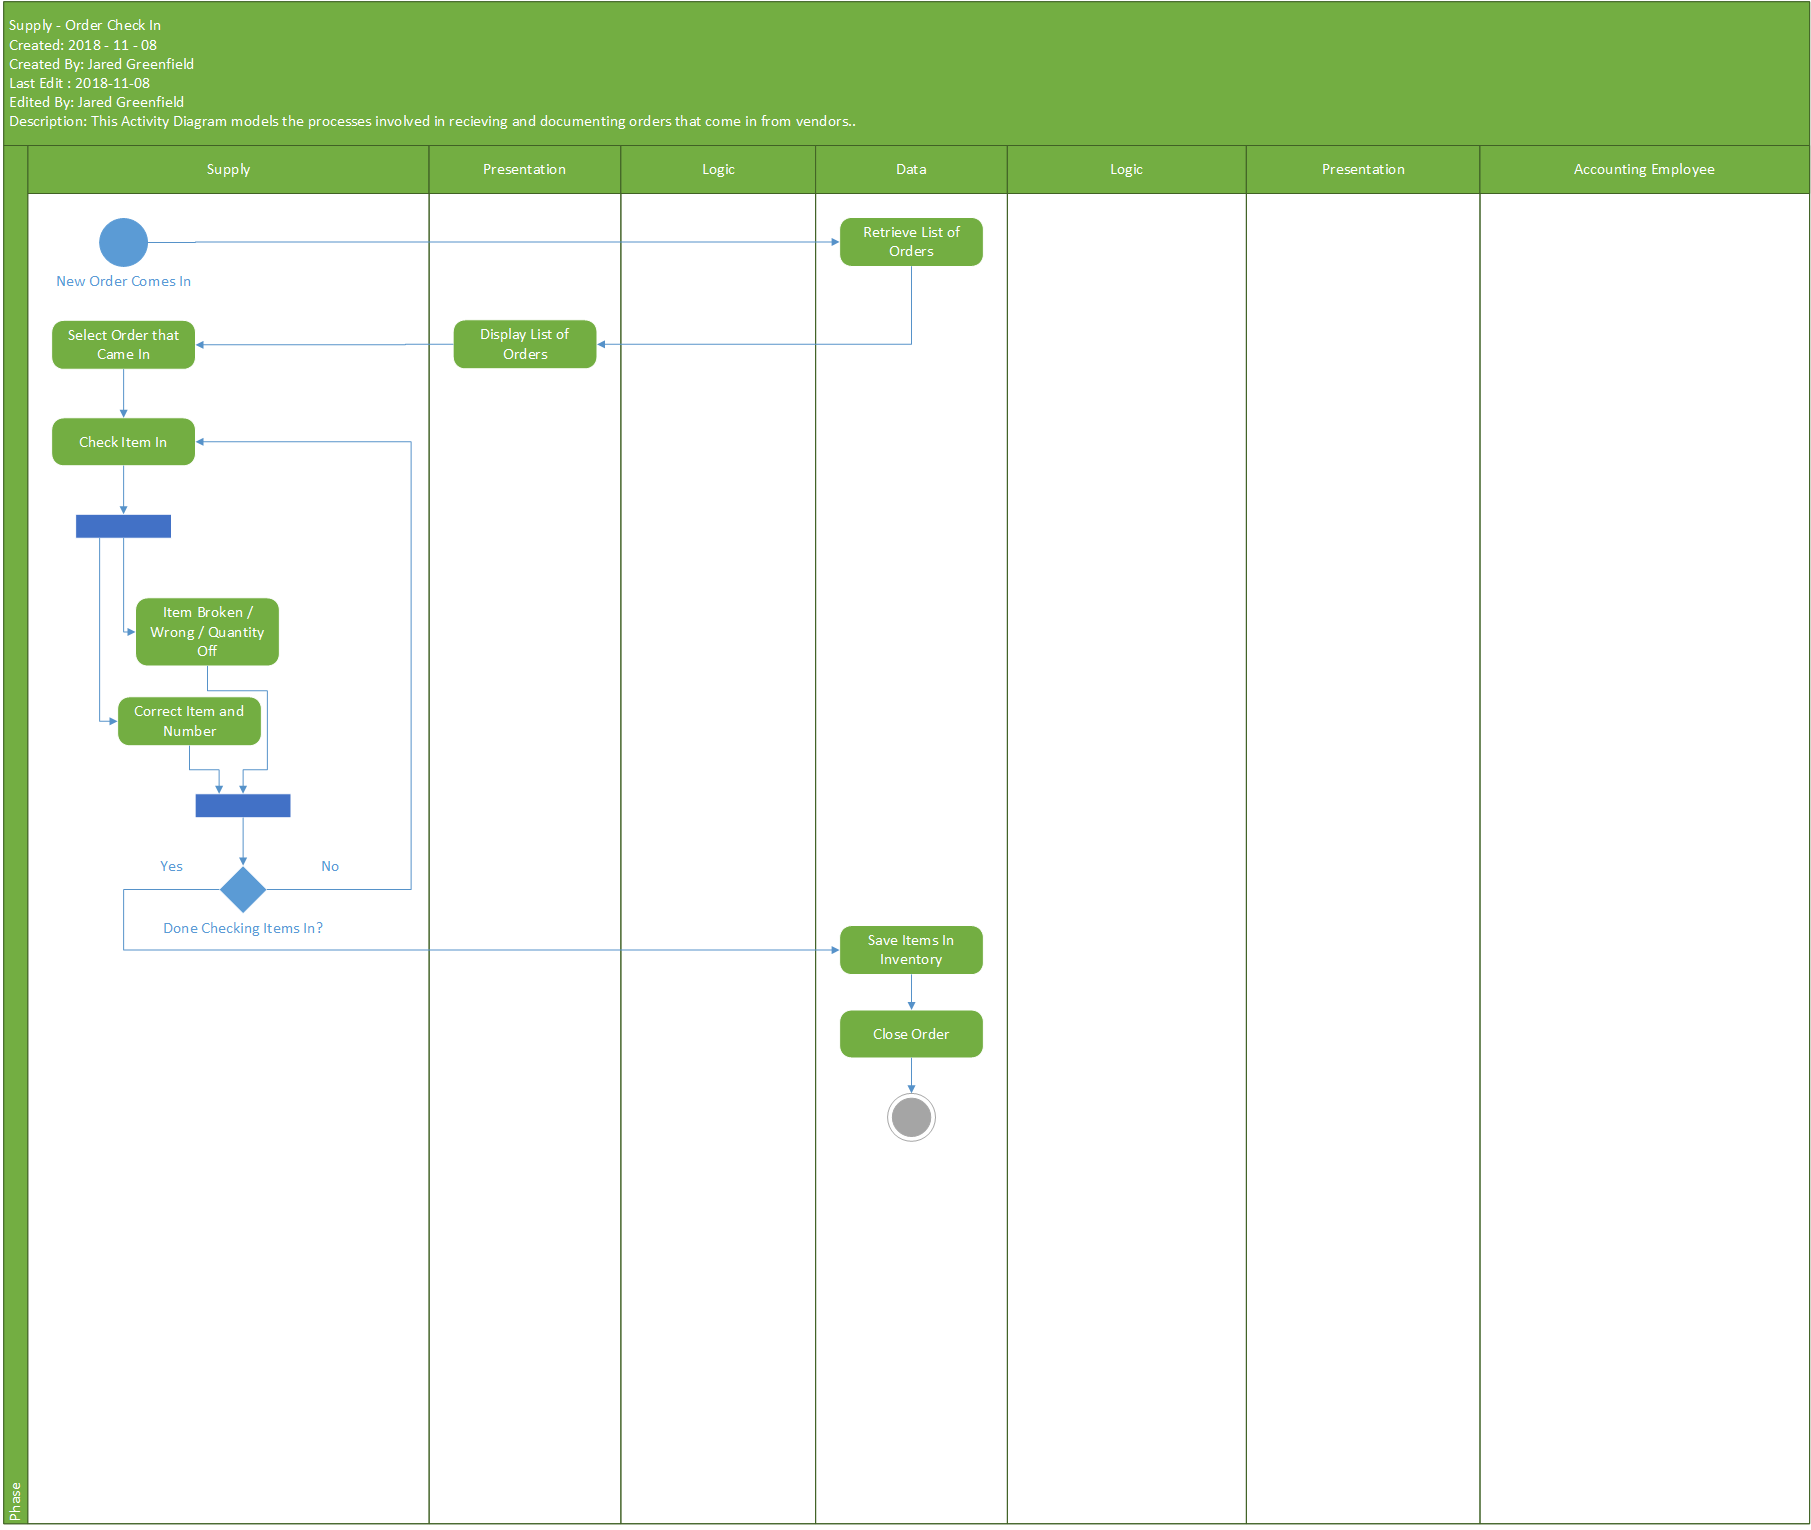 Supply - Order Check In
Created: 2018 - 11 - 08
Created By: Jared Greenfield
Last Edit : 2018-11-08
Edited By: Jared Greenfield
Description: This Activity Diagram models the processes involved in recieving and documenting orders that come in from vendors..
Supply
Presentation
Logic
Data
Logic
Presentation
Accounting Employee
New Order Comes In
Retrieve List of
Orders
Select Order that
Came In
Display List of
Orders
Check Item In
Item Broken /
Wrong / Quantity
Off
Correct Item and
Number
Yes
No
Done Checking Items In?
Save Items In
Inventory
Close Order
Phase